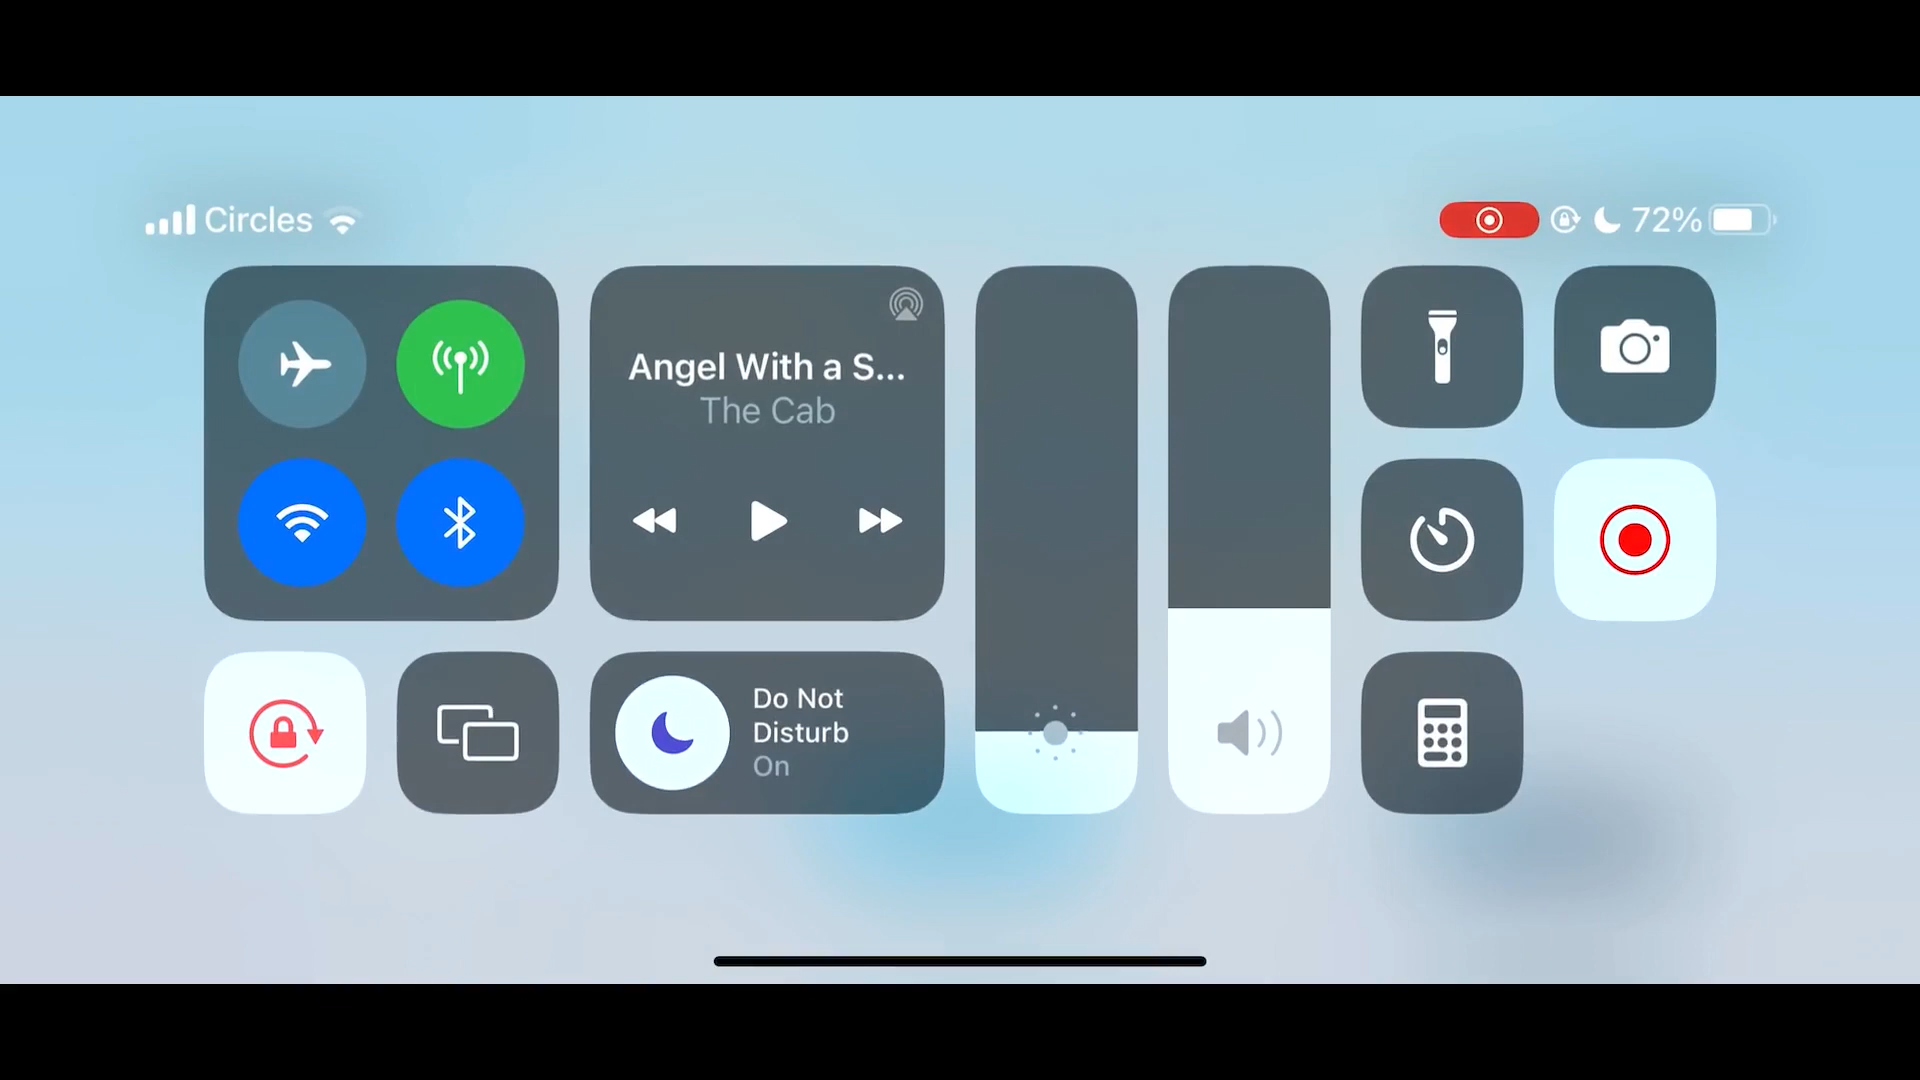 Circles
72%
Angel With a S...
The Cab
Do Not
Disturb
On